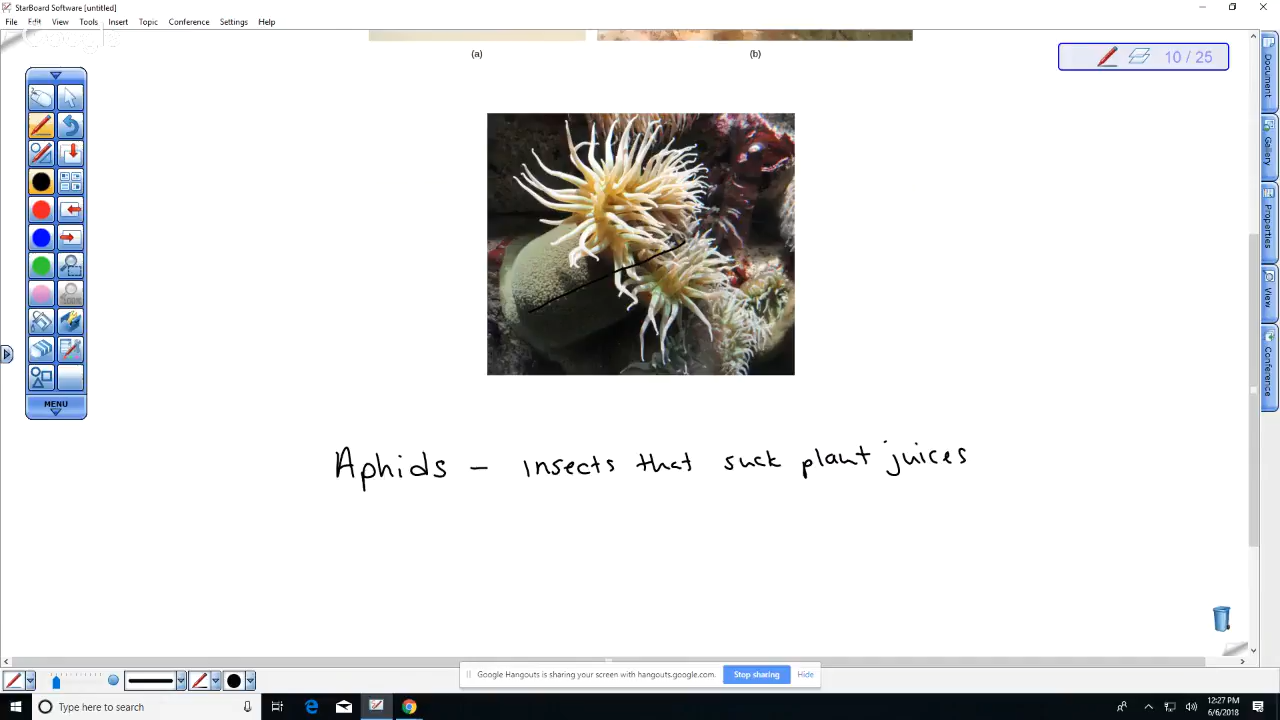 StarBoard Software [untitled]
File Edit View Tools Insert Topic Conference Settings Help
(a) (b)
10 / 25
Document
Gallery
Properties
View
Conference
MENU
Aphids - insects that suck plant juices
Google Hangouts is sharing your screen with hangouts.google.com. Stop sharing Hide
Type here to search
12:27 PM
6/6/2018